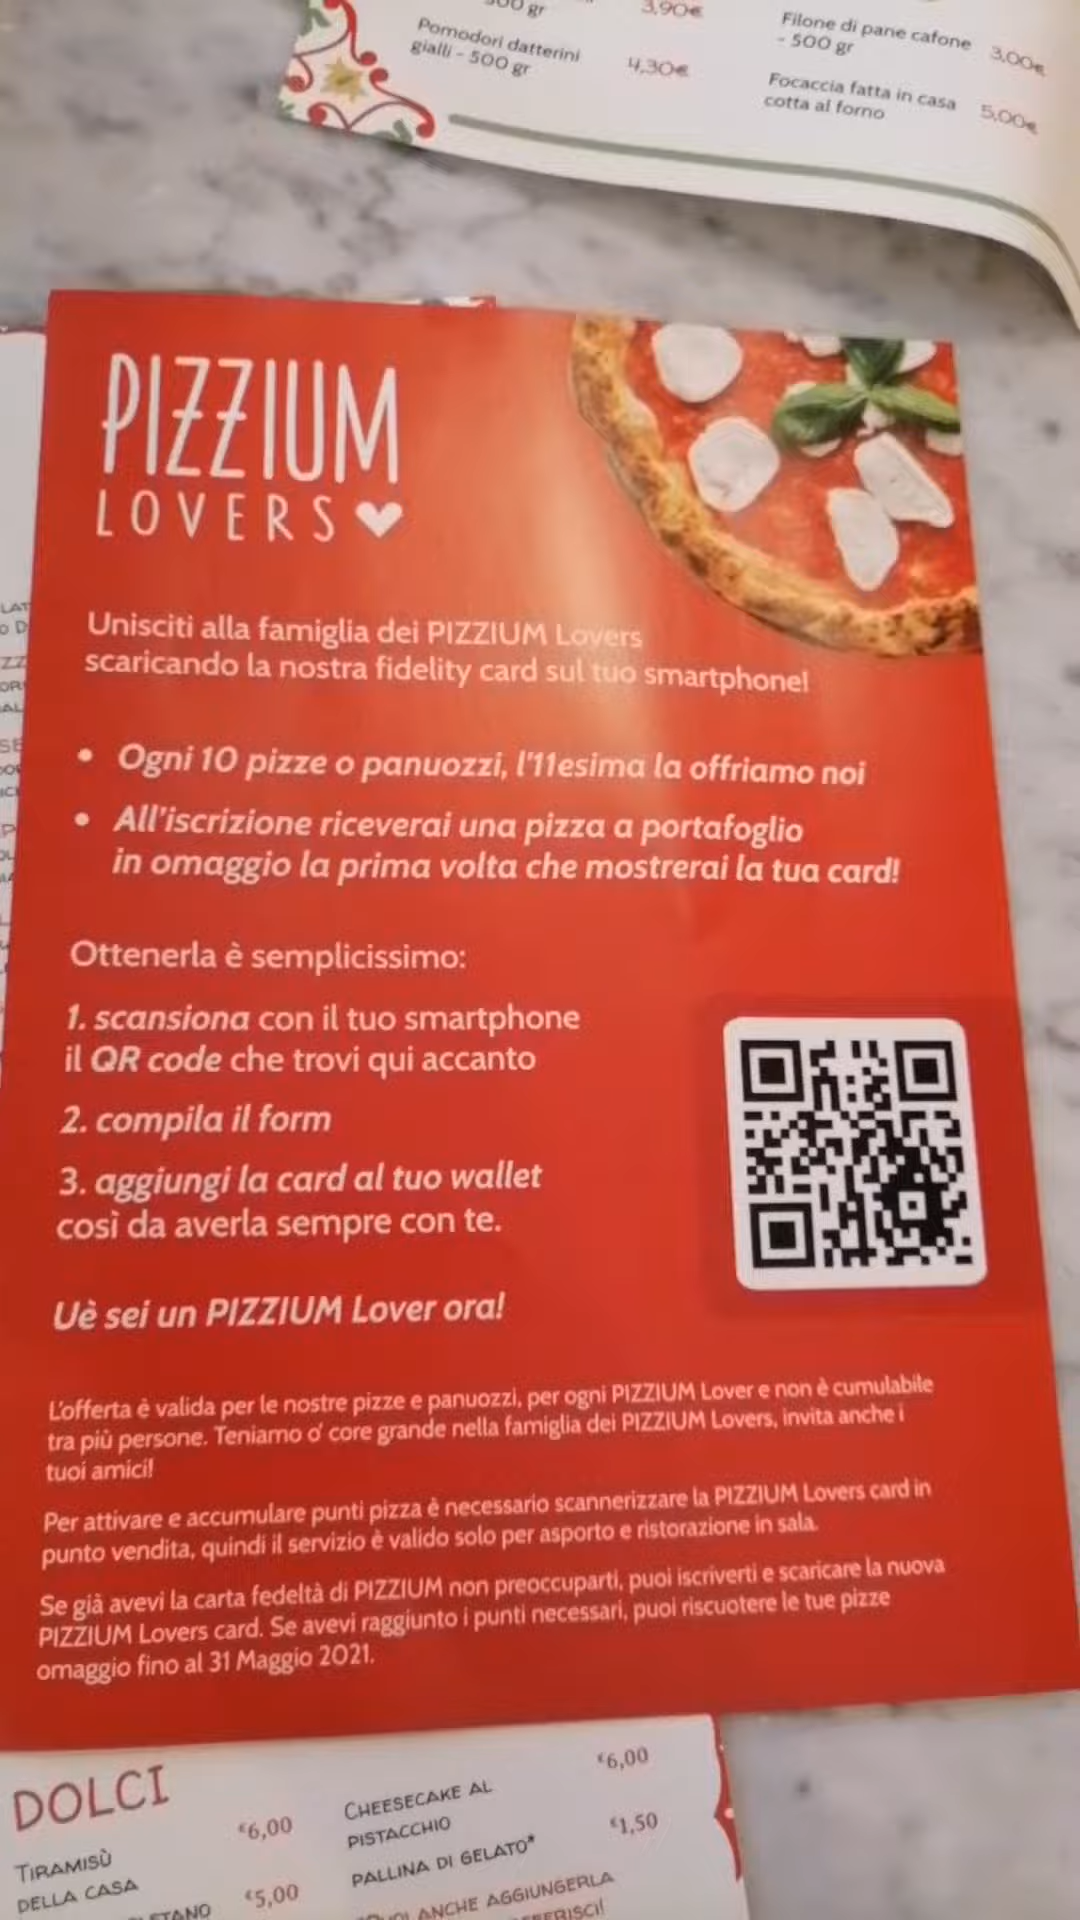 3,90€
Pomodori datterini
gialli - 500 gr
4,30€
Filone di pane cafone
- 500 gr
3,00€
Focaccia fatta in casa
cotta al forno
5,00€
PIZZIUM
LOVERS
Unisciti alla famiglia dei PIZZIUM Lovers
scaricando la nostra fidelity card sul tuo smartphone!
• Ogni 10 pizze o panuozzi, l'11esima la offriamo noi
• All'iscrizione riceverai una pizza a portafoglio
in omaggio la prima volta che mostrerai la tua card!
Ottenerla è semplicissimo:
1. scansiona con il tuo smartphone
il QR code che trovi qui accanto
2. compila il form
3. aggiungi la card al tuo wallet
così da averla sempre con te.
Uè sei un PIZZIUM Lover ora!
L'offerta è valida per le nostre pizze e panuozzi, per ogni PIZZIUM Lover e non è cumulabile
tra più persone. Teniamo o' core grande nella famiglia dei PIZZIUM Lovers, invita anche i
tuoi amici!
Per attivare e accumulare punti pizza è necessario scannerizzare la PIZZIUM Lovers card in
punto vendita, quindi il servizio è valido solo per asporto e ristorazione in sala.
Se già avevi la carta fedeltà di PIZZIUM non preoccuparti, puoi iscriverti e scaricare la nuova
PIZZIUM Lovers card. Se avevi raggiunto i punti necessari, puoi riscuotere le tue pizze
omaggio fino al 31 Maggio 2021.
DOLCI
TIRAMISÙ
DELLA CASA
€6,00
€5,00
CHEESECAKE AL
PISTACCHIO
€6,00
PALLINA DI GELATO*
€1,50
ANCHE AGGIUNGERLA